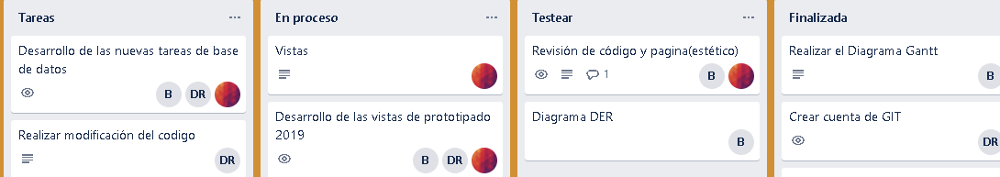 Tareas
Desarrollo de las nuevas tareas de base
de datos
B DR
Realizar modificación del codigo
DR
En proceso
Vistas
Desarrollo de las vistas de prototipado
2019
B DR
Testear
Revisión de código y pagina(estético)
1
B
Diagrama DER
B
Finalizada
Realizar el Diagrama Gantt
B
Crear cuenta de GIT
DR